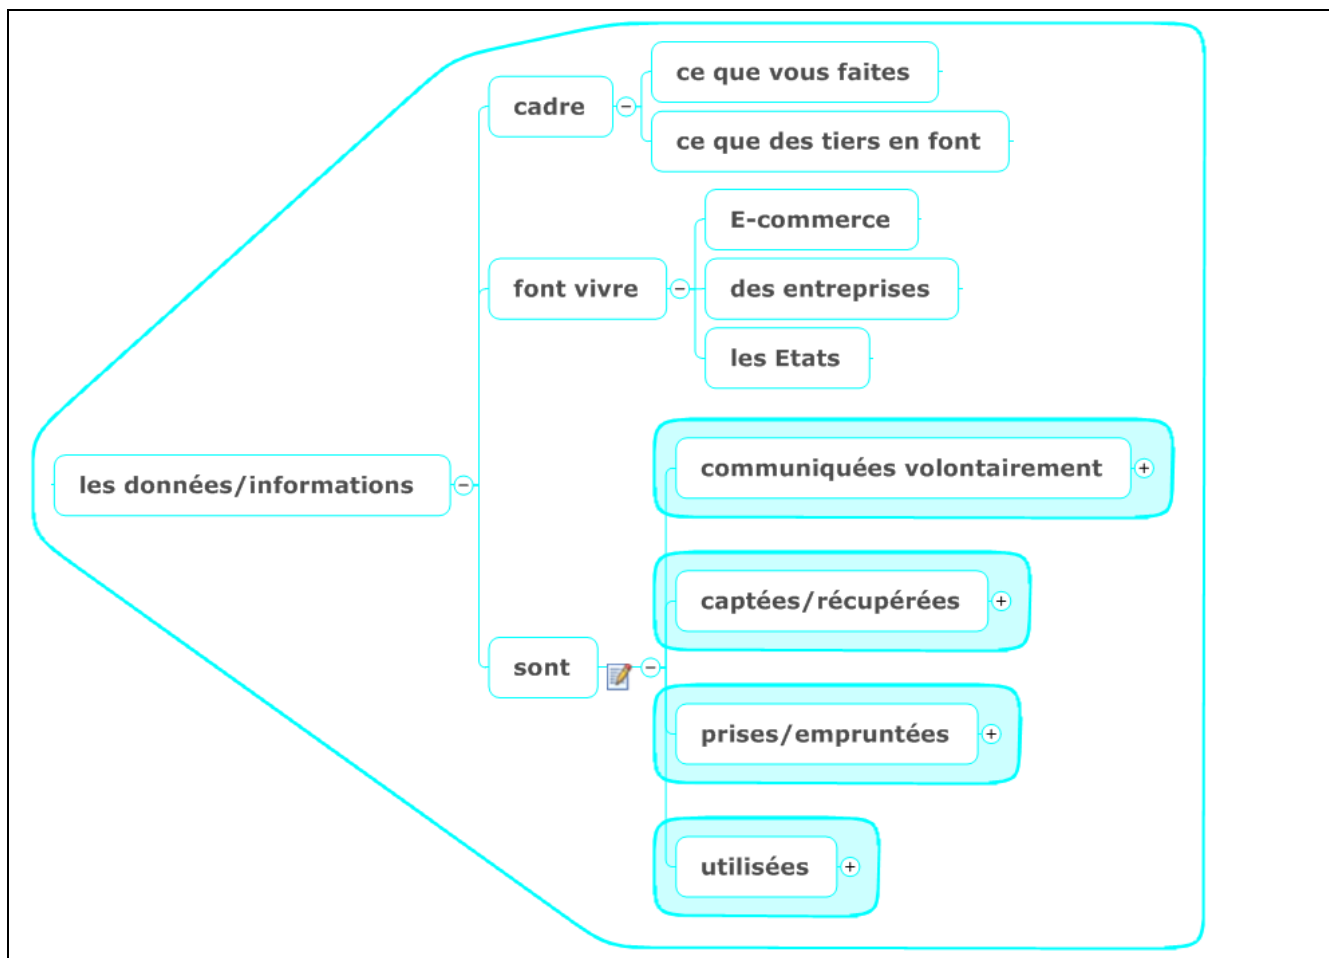 cadre
ce que vous faites
ce que des tiers en font
font vivre
E-commerce
des entreprises
les Etats
les données/informations
sont
communiquées volontairement
captées/récupérées
prises/empruntées
utilisées